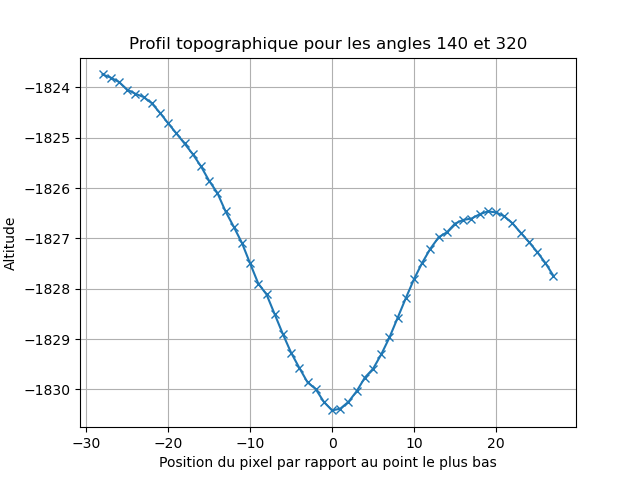 Profil topographique pour les angles 140 et 320
−1824
−1825
−1826
−1827
−1828
−1829
−1830
Altitude
−30 −20 −10 0 10 20
Position du pixel par rapport au point le plus bas